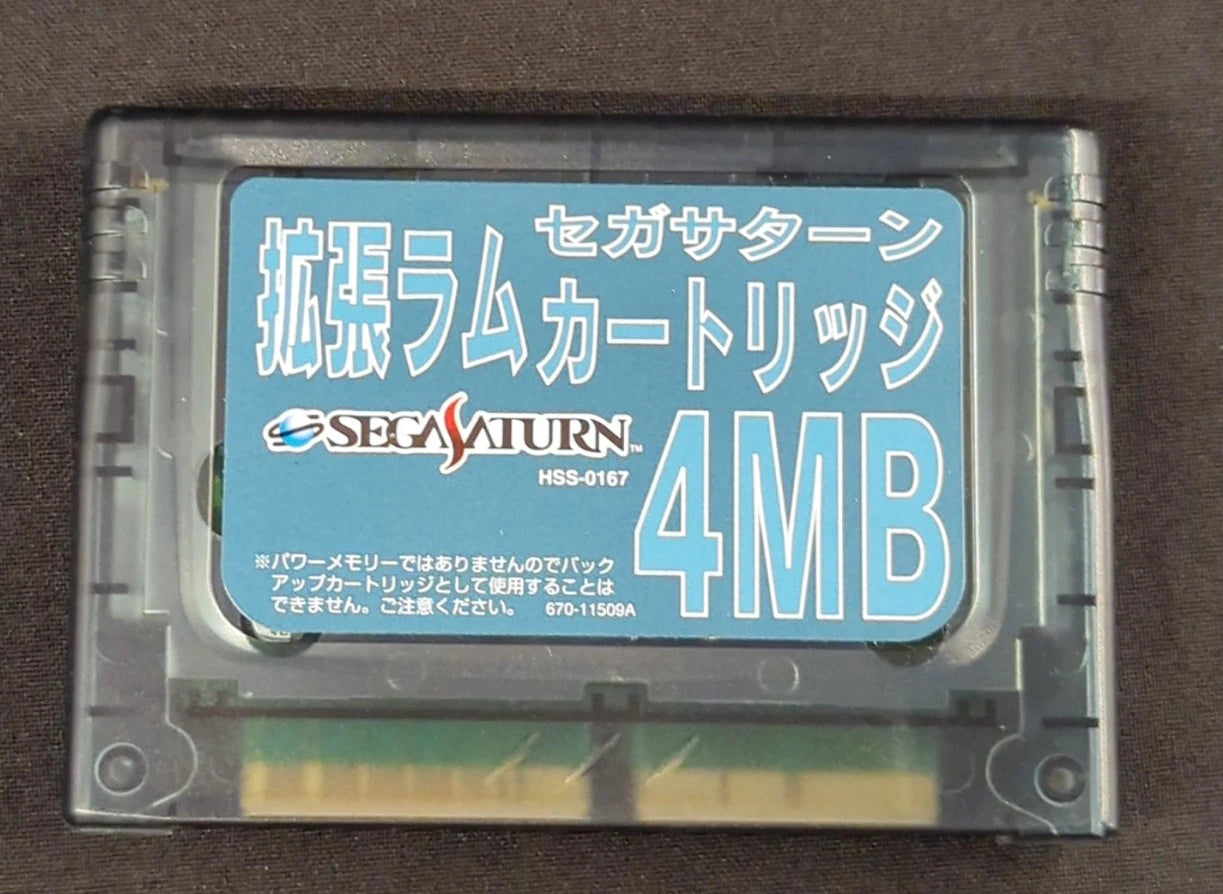 セガサターン
拡張ラムカートリッジ
SEGASATURN™
HSS-0167
4MB
※パワーメモリーではありませんのでバック
アップカートリッジとして使用することは
できません。ご注意ください。 670-11509A